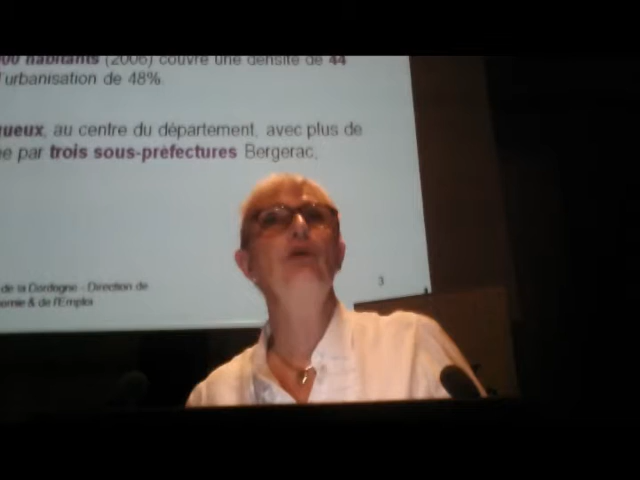 00 habitants (2006) couvre une densité de 44
'urbanisation de 48%.
ueux, au centre du département, avec plus de
e par trois sous-préfectures Bergerac,
de la Dordogne - Direction de
omie & de l'Emploi
3